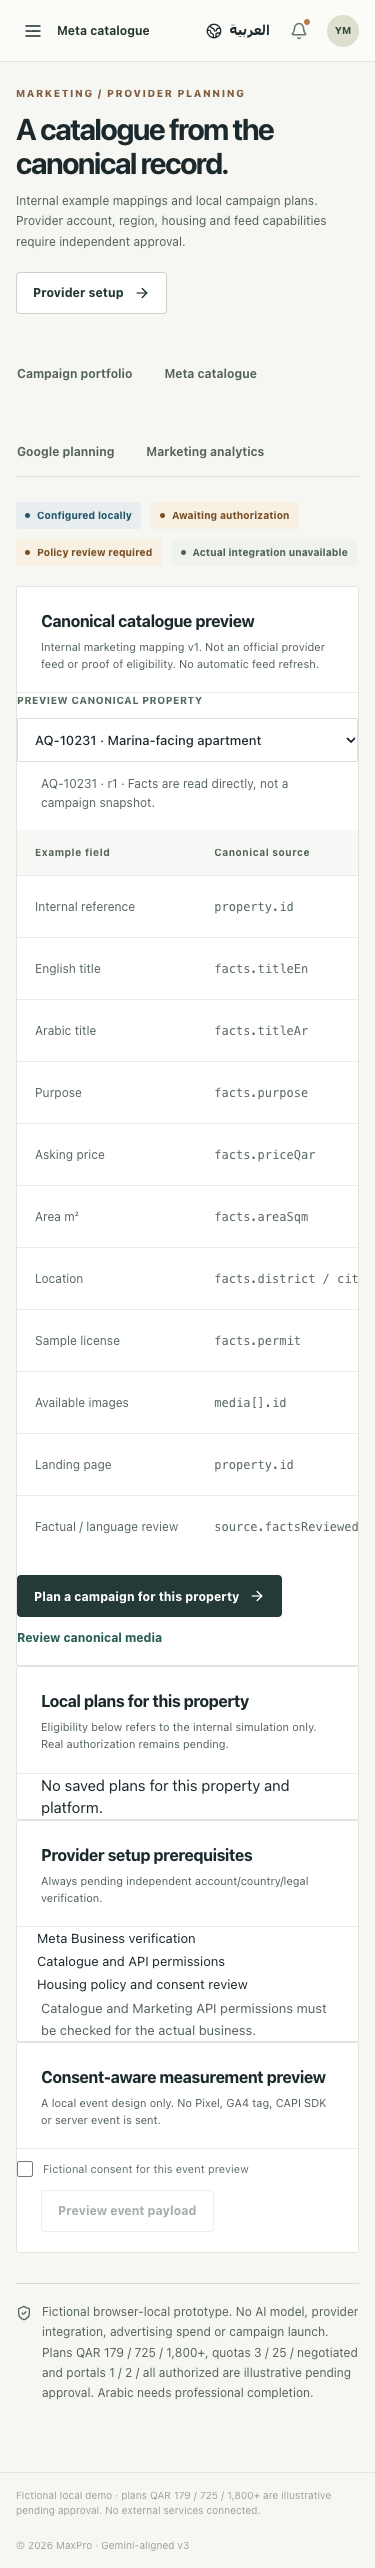 Meta catalogue
العربية
YM
MARKETING / PROVIDER PLANNING
A catalogue from the
canonical record.
Internal example mappings and local campaign plans.
Provider account, region, housing and feed capabilities
require independent approval.
Provider setup
Campaign portfolio Meta catalogue
Google planning Marketing analytics
Configured locally Awaiting authorization
Policy review required Actual integration unavailable
Canonical catalogue preview
Internal marketing mapping v1. Not an official provider
feed or proof of eligibility. No automatic feed refresh.
PREVIEW CANONICAL PROPERTY
AQ-10231 · Marina-facing apartment
AQ-10231 · r1 · Facts are read directly, not a
campaign snapshot.
Example field Canonical source
Internal reference property.id
English title facts.titleEn
Arabic title facts.titleAr
Purpose facts.purpose
Asking price facts.priceQar
Area m² facts.areaSqm
Location facts.district / cit
Sample license facts.permit
Available images media[].id
Landing page property.id
Factual / language review source.factsReviewed
Plan a campaign for this property
Review canonical media
Local plans for this property
Eligibility below refers to the internal simulation only.
Real authorization remains pending.
No saved plans for this property and
platform.
Provider setup prerequisites
Always pending independent account/country/legal
verification.
Meta Business verification
Catalogue and API permissions
Housing policy and consent review
Catalogue and Marketing API permissions must
be checked for the actual business.
Consent-aware measurement preview
A local event design only. No Pixel, GA4 tag, CAPI SDK
or server event is sent.
Fictional consent for this event preview
Preview event payload
Fictional browser-local prototype. No AI model, provider
integration, advertising spend or campaign launch.
Plans QAR 179 / 725 / 1,800+, quotas 3 / 25 / negotiated
and portals 1 / 2 / all authorized are illustrative pending
approval. Arabic needs professional completion.
Fictional local demo · plans QAR 179 / 725 / 1,800+ are illustrative
pending approval. No external services connected.
© 2026 MaxPro · Gemini-aligned v3